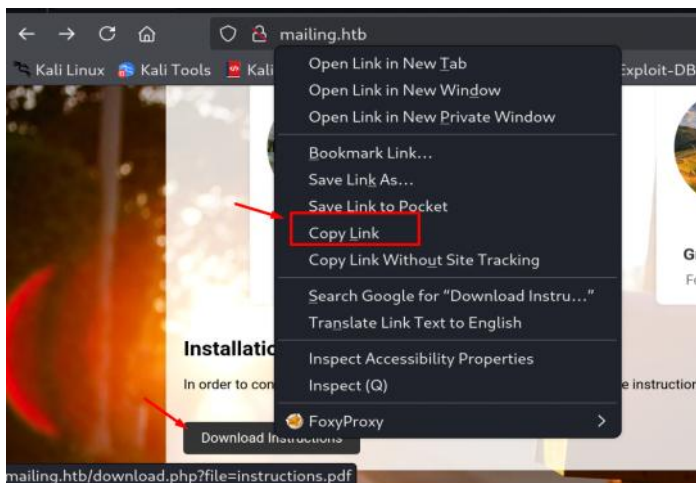 mailing.htb
Kali Linux Kali Tools Kali Exploit-DB
Open Link in New Tab
Open Link in New Window
Open Link in New Private Window
Bookmark Link...
Save Link As...
Save Link to Pocket
Copy Link
Copy Link Without Site Tracking
Search Google for "Download Instru..."
Translate Link Text to English
Inspect Accessibility Properties
Inspect (Q)
FoxyProxy
Installatio
In order to con e instruction
Download Instructions
mailing.htb/download.php?file=instructions.pdf